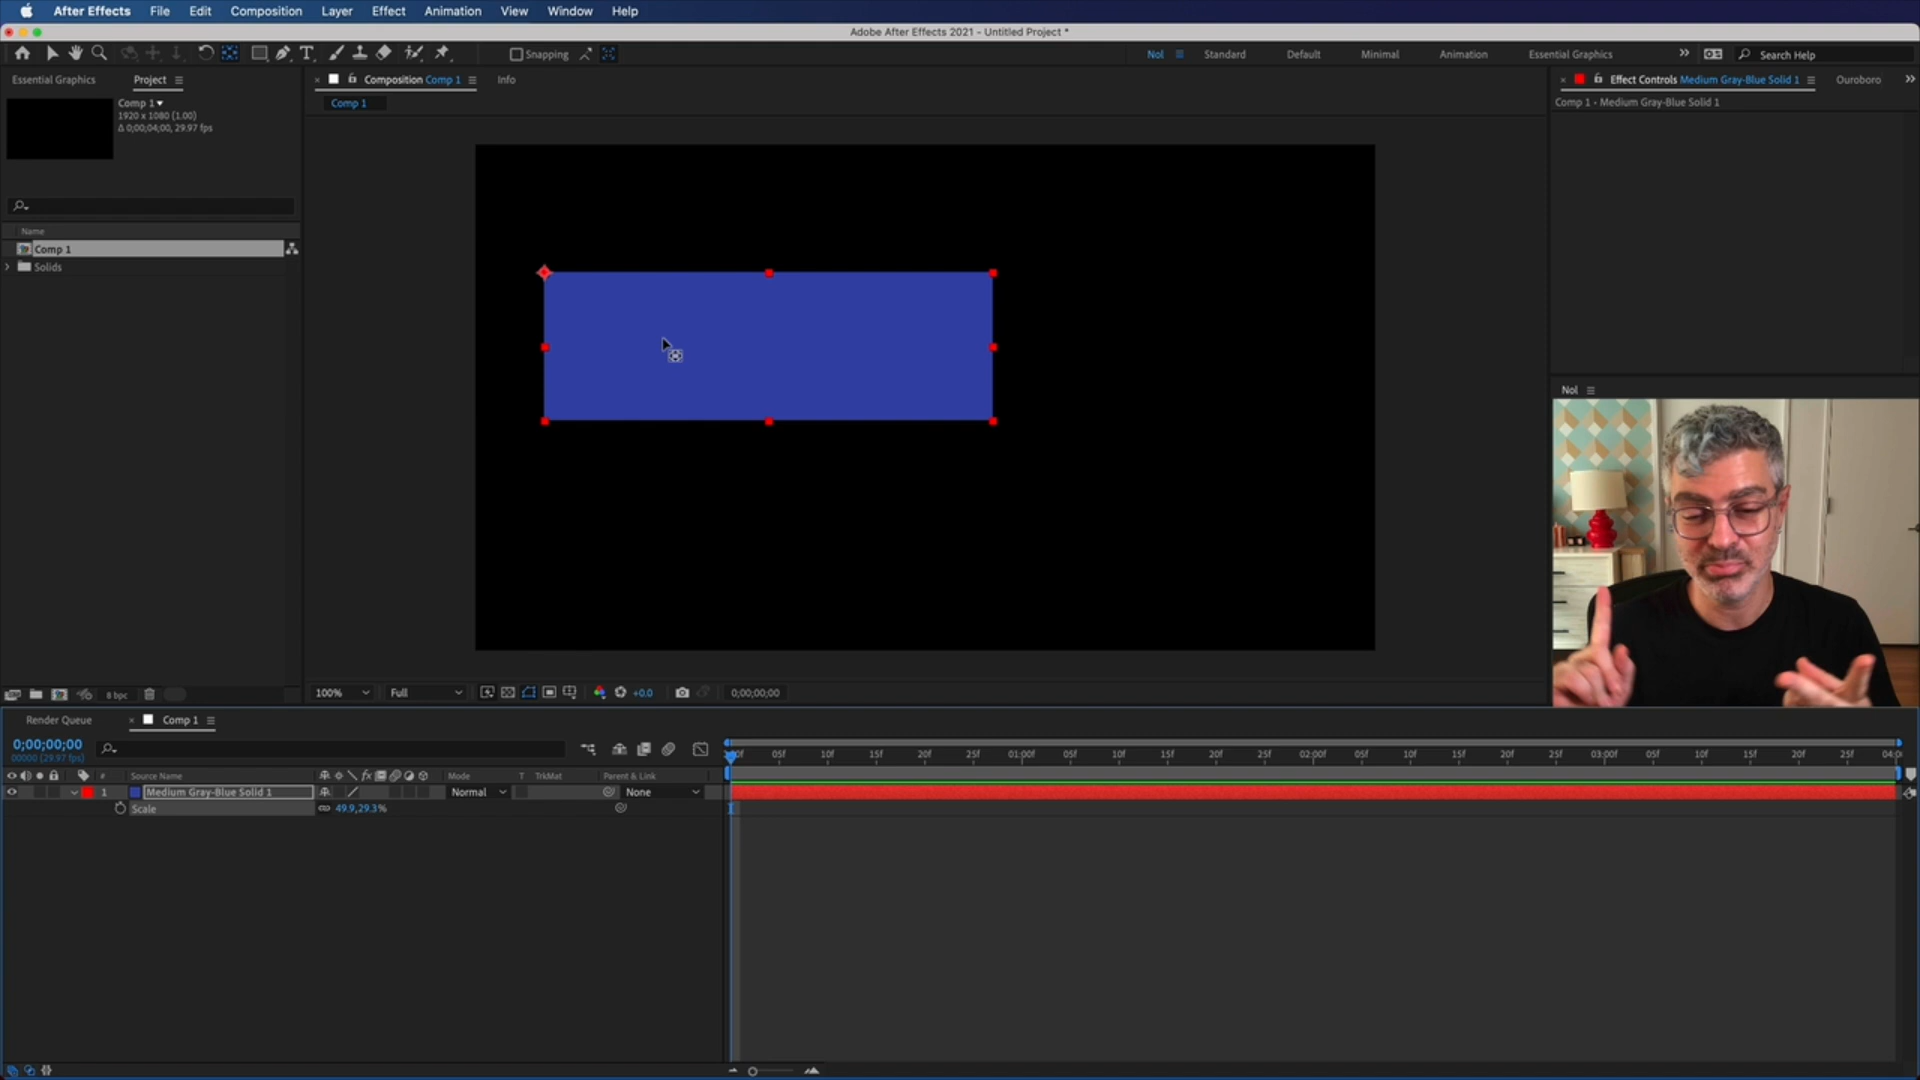 After Effects File Edit Composition Layer Effect Animation View Window Help
Adobe After Effects 2021 - Untitled Project *
Snapping
Nol Standard Default Minimal Animation Essential Graphics Search Help
Essential Graphics Project
Composition Comp 1 Info
Effect Controls Medium Gray-Blue Solid 1 Ouroboro
Comp 1
Comp 1 • Medium Gray-Blue Solid 1
Comp 1
1920 x 1080 (1.00)
Δ 0;00;04;00, 29.97 fps
Name
Comp 1
Solids
Nol
8 bpc
100% Full +0.0 0;00;00;00
Render Queue Comp 1
0;00;00;00
00000 (29.97 fps)
:00f 05f 10f 15f 20f 25f 01:00f 05f 10f 15f 20f 25f 02:00f 05f 10f 15f 20f 25f 03:00f 05f 10f 15f 20f 25f 04:0
# Source Name Mode T TrkMat Parent & Link
1 Medium Gray-Blue Solid 1 Normal None
Scale 49.9,29.3%